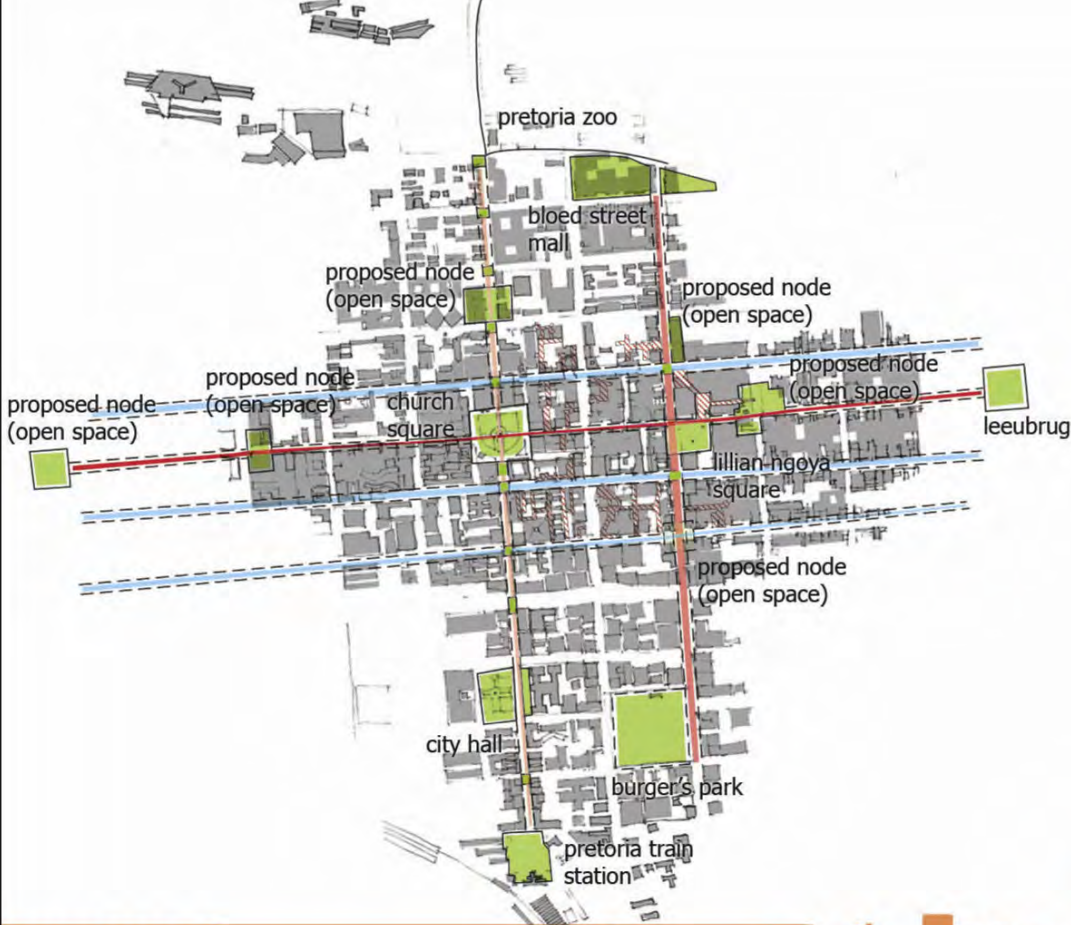 pretoria zoo
bloed street
mall
proposed node
(open space)
proposed node
(open space)
proposed node
(open space)
proposed node
(open space)
church
square
proposed node
(open space)
leeubrug
lillian ngoya
square
proposed node
(open space)
city hall
burger's park
pretoria train
station